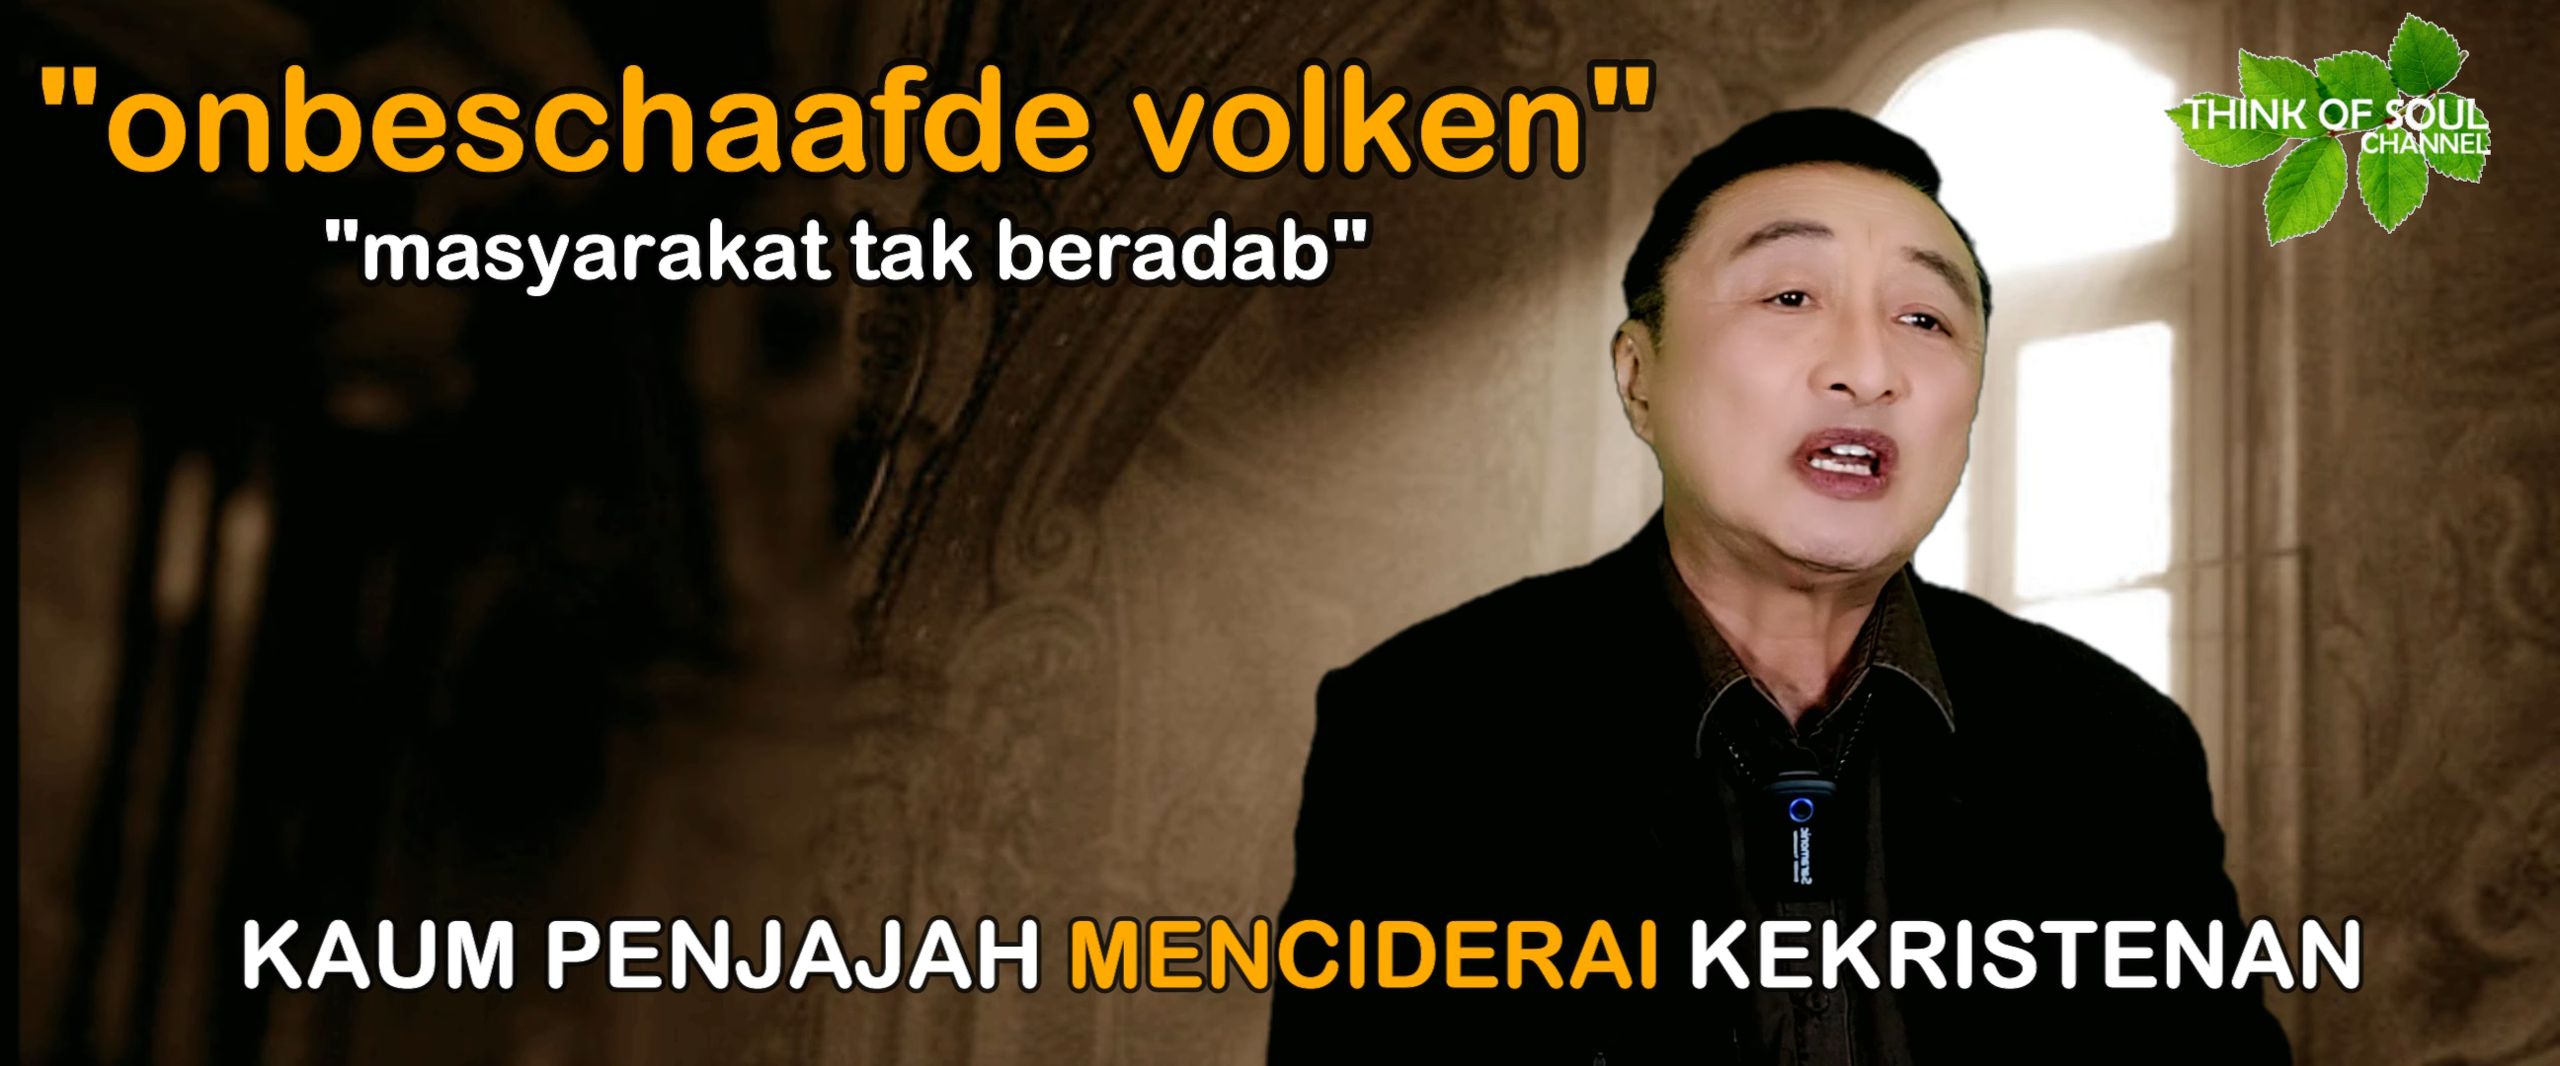 "onbeschaafde volken"
"masyarakat tak beradab"
THINK OF SOUL
CHANNEL
KAUM PENJAJAH MENCIDERAI KEKRISTENAN